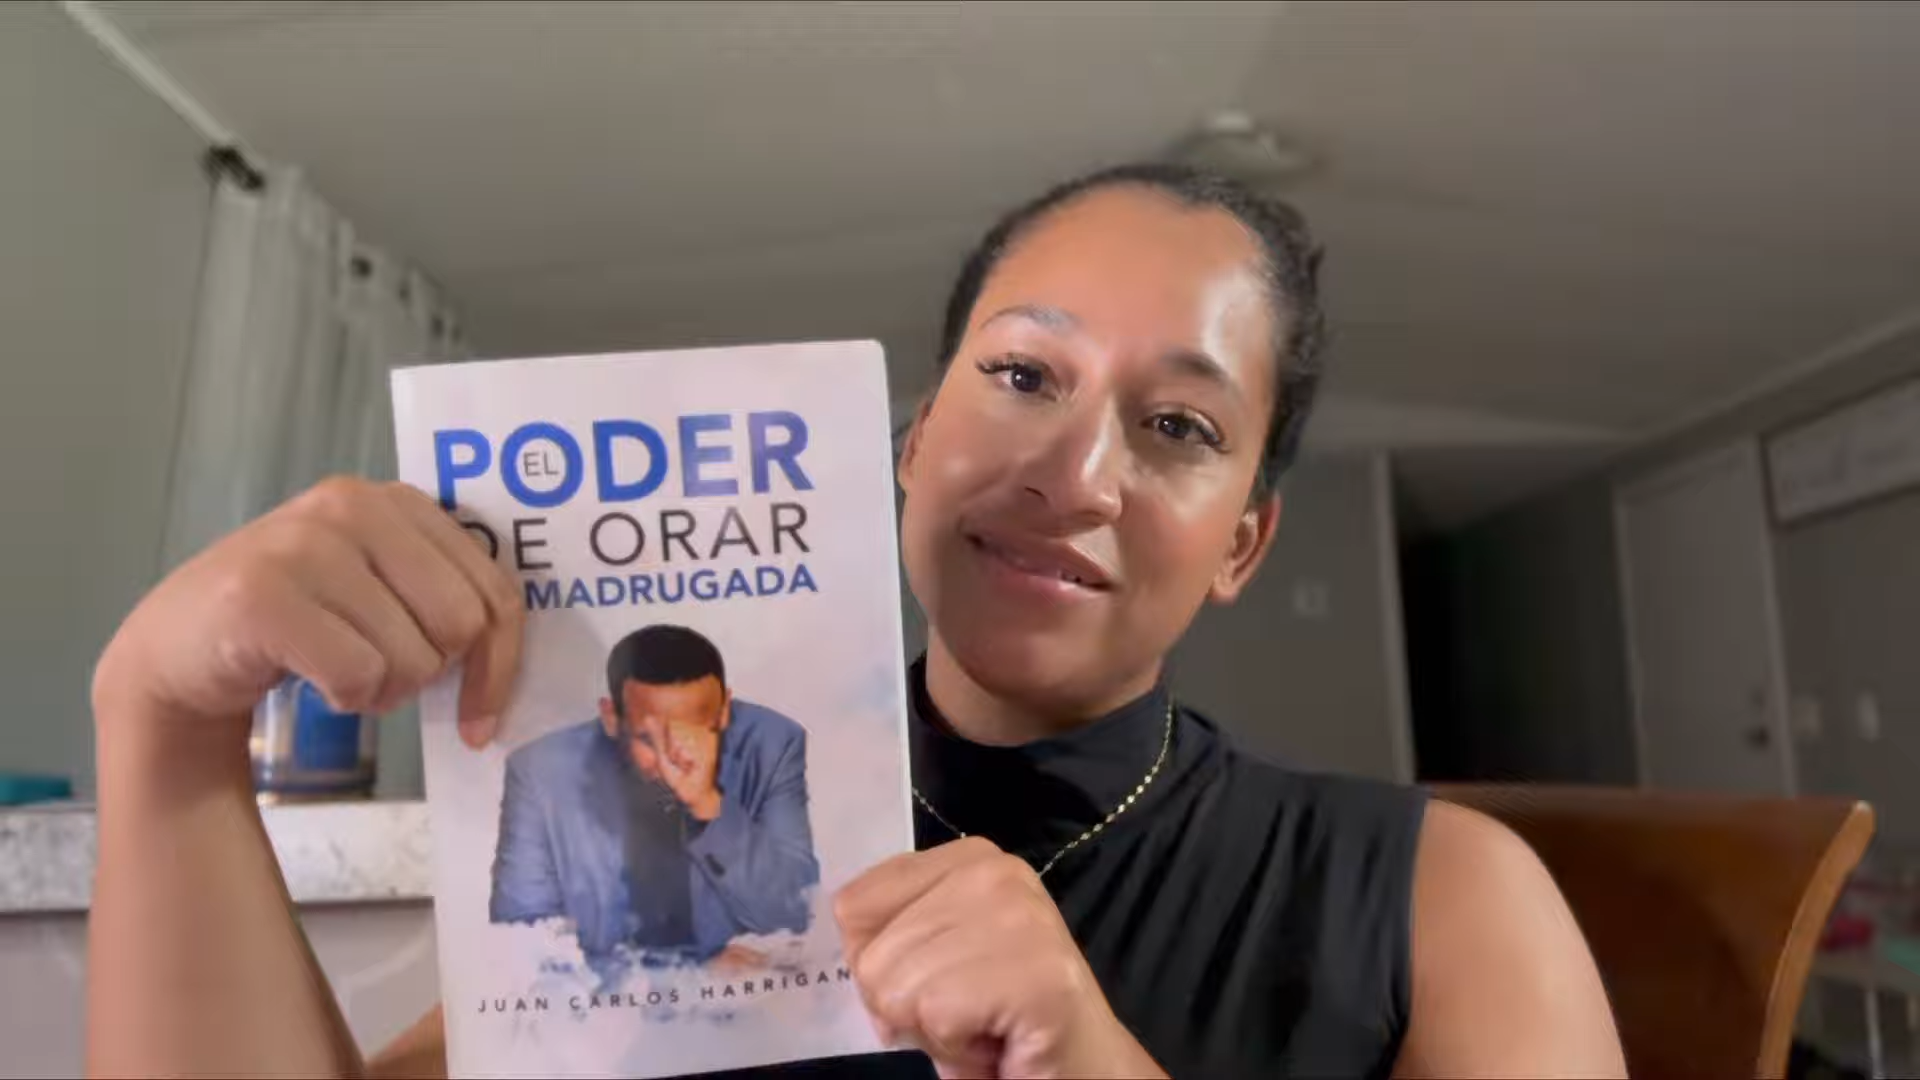 EL
PODER
DE ORAR
MADRUGADA
JUAN CARLOS HARRIGAN